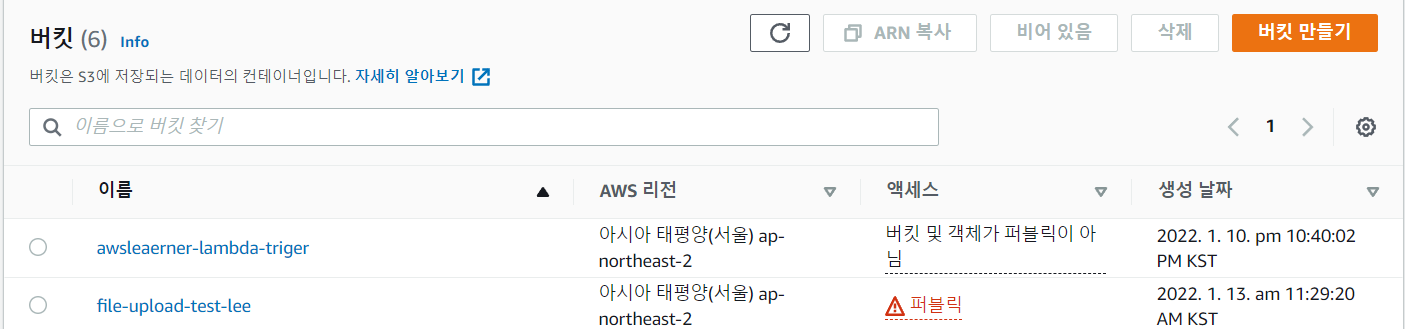 버킷 (6) Info
ARN 복사
비어 있음
삭제
버킷 만들기
버킷은 S3에 저장되는 데이터의 컨테이너입니다. 자세히 알아보기
이름으로 버킷 찾기
1
이름
AWS 리전
액세스
생성 날짜
awsleaerner-lambda-triger
아시아 태평양(서울) ap-
northeast-2
버킷 및 객체가 퍼블릭이 아
님
2022. 1. 10. pm 10:40:02
PM KST
file-upload-test-lee
아시아 태평양(서울) ap-
northeast-2
퍼블릭
2022. 1. 13. am 11:29:20
AM KST